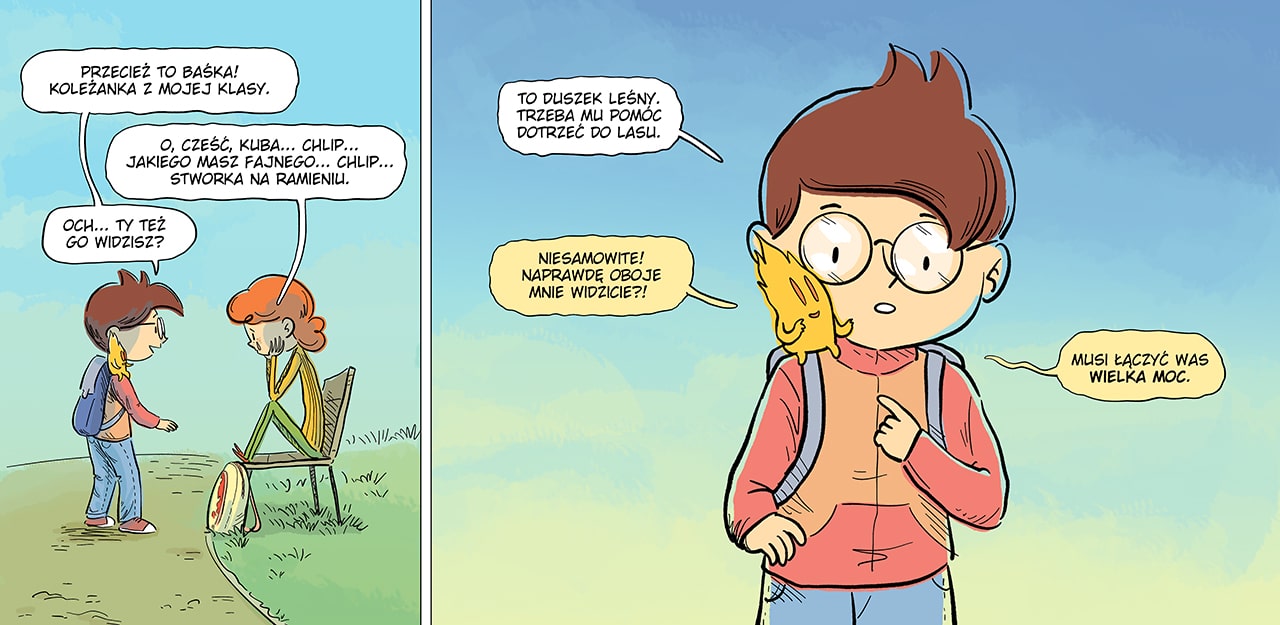 PRZECIEŻ TO BAŚKA!
KOLEŻANKA Z MOJEJ KLASY.
O, CZEŚĆ, KUBA... CHLIP...
JAKIEGO MASZ FAJNEGO... CHLIP...
STWORKA NA RAMIENIU.
OCH... TY TEŻ
GO WIDZISZ?
TO DUSZEK LEŚNY.
TRZEBA MU POMÓC
DOTRZEĆ DO LASU.
NIESAMOWITE!
NAPRAWDĘ OBOJE
MNIE WIDZICIE?!
MUSI ŁĄCZYĆ WAS
WIELKA MOC.